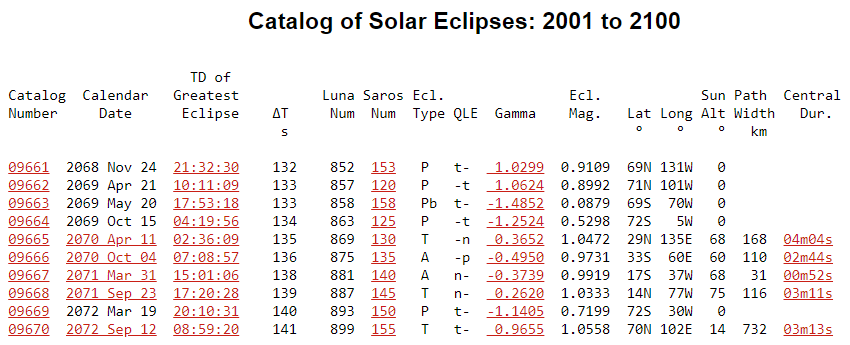 Catalog of Solar Eclipses: 2001 to 2100
TD of
Catalog Calendar Greatest Luna Saros Ecl. Ecl. Sun Path Central
Number Date Eclipse ΔT Num Num Type QLE Gamma Mag. Lat Long Alt Width Dur.
s ° ° ° km
09661 2068 Nov 24 21:32:30 132 852 153 P t- 1.0299 0.9109 69N 131W 0
09662 2069 Apr 21 10:11:09 133 857 120 P -t 1.0624 0.8992 71N 101W 0
09663 2069 May 20 17:53:18 133 858 158 Pb t- -1.4852 0.0879 69S 70W 0
09664 2069 Oct 15 04:19:56 134 863 125 P -t -1.2524 0.5298 72S 5W 0
09665 2070 Apr 11 02:36:09 135 869 130 T -n 0.3652 1.0472 29N 135E 68 168 04m04s
09666 2070 Oct 04 07:08:57 136 875 135 A -p -0.4950 0.9731 33S 60E 60 110 02m44s
09667 2071 Mar 31 15:01:06 138 881 140 A n- -0.3739 0.9919 17S 37W 68 31 00m52s
09668 2071 Sep 23 17:20:28 139 887 145 T n- 0.2620 1.0333 14N 77W 75 116 03m11s
09669 2072 Mar 19 20:10:31 140 893 150 P t- -1.1405 0.7199 72S 30W 0
09670 2072 Sep 12 08:59:20 141 899 155 T t- 0.9655 1.0558 70N 102E 14 732 03m13s